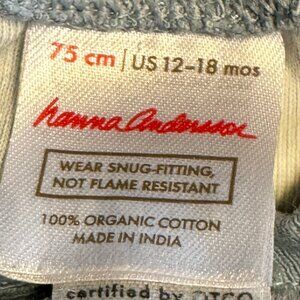 75 cm | US 12-18 mos
hanna andersson
WEAR SNUG-FITTING,
NOT FLAME RESISTANT
100% ORGANIC COTTON
MADE IN INDIA
certified by